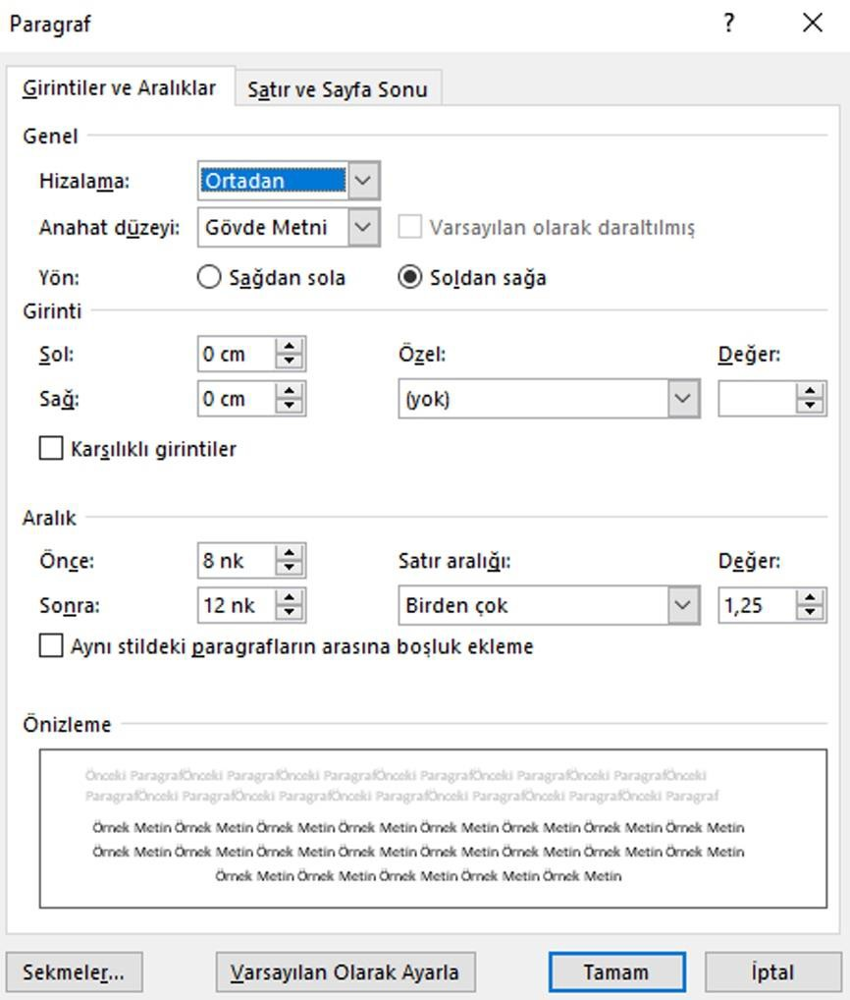 Paragraf ?
Girintiler ve Aralıklar Satır ve Sayfa Sonu
Genel
Hizalama: Ortadan
Anahat düzeyi: Gövde Metni Varsayılan olarak daraltılmış
Yön: Sağdan sola Soldan sağa
Girinti
Sol: 0 cm Özel: Değer:
Sağ: 0 cm (yok)
Karşılıklı girintiler
Aralık
Önce: 8 nk Satır aralığı: Değer:
Sonra: 12 nk Birden çok 1,25
Aynı stildeki paragrafların arasına boşluk ekleme
Önizleme
Önceki ParagrafÖnceki ParagrafÖnceki ParagrafÖnceki ParagrafÖnceki ParagrafÖnceki ParagrafÖnceki
ParagrafÖnceki ParagrafÖnceki ParagrafÖnceki ParagrafÖnceki ParagrafÖnceki ParagrafÖnceki Paragraf
Örnek Metin Örnek Metin Örnek Metin Örnek Metin Örnek Metin Örnek Metin Örnek Metin Örnek Metin
Örnek Metin Örnek Metin Örnek Metin Örnek Metin Örnek Metin Örnek Metin Örnek Metin Örnek Metin
Örnek Metin Örnek Metin Örnek Metin Örnek Metin Örnek Metin
Sekmeler... Varsayılan Olarak Ayarla Tamam İptal